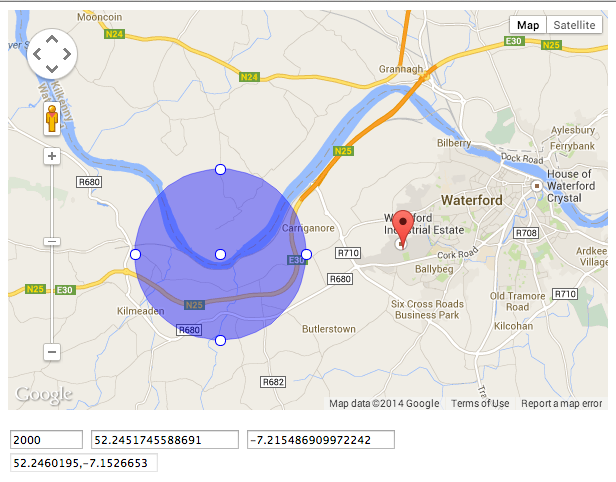 Mooncoin
N24
Map
Satellite
E30
N25
Grannagh
N24
Aylesbury
Ferrybank
Bilberry
N25
Dock Road
House of
Waterford
Crystal
R680
Waterford
Industrial Estate
Carnganore
R710
R708
Cork Road
Ardkee
Village
E30
Ballybeg
R680
N25
E30
N25
Old Tramore
Road
R710
Six Cross Roads
Business Park
Kilmeaden
R680
Butlerstown
Kilcohan
R682
Google
Map data ©2014 Google
Terms of Use
Report a map error
2000
52.2451745588691
-7.215486909972242
52.2460195,-7.1526653